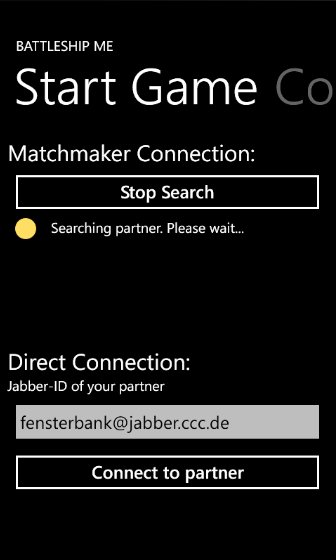 BATTLESHIP ME
Start Game Co
Matchmaker Connection:
Stop Search
Searching partner. Please wait...
Direct Connection:
Jabber-ID of your partner
fensterbank@jabber.ccc.de
Connect to partner